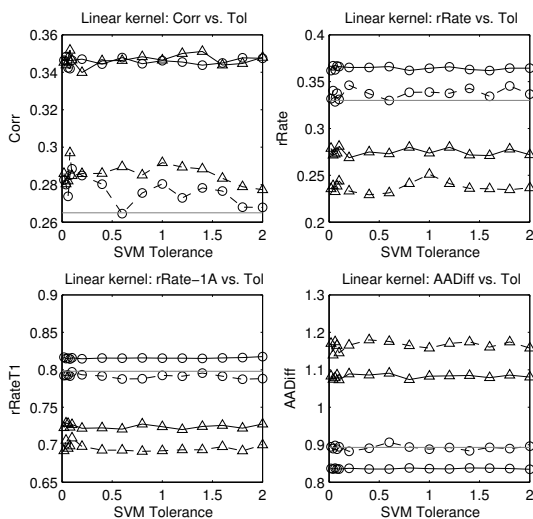 Linear kernel: Corr vs. Tol
0.36
0.34
0.32
0.3
0.28
0.26
Corr
0 0.5 1 1.5 2
SVM Tolerance
Linear kernel: rRate vs. Tol
0.4
0.35
0.3
0.25
0.2
rRate
0 0.5 1 1.5 2
SVM Tolerance
Linear kernel: rRate−1A vs. Tol
0.9
0.85
0.8
0.75
0.7
0.65
rRateT1
0 0.5 1 1.5 2
SVM Tolerance
Linear kernel: AADiff vs. Tol
1.3
1.2
1.1
1
0.9
0.8
AADiff
0 0.5 1 1.5 2
SVM Tolerance